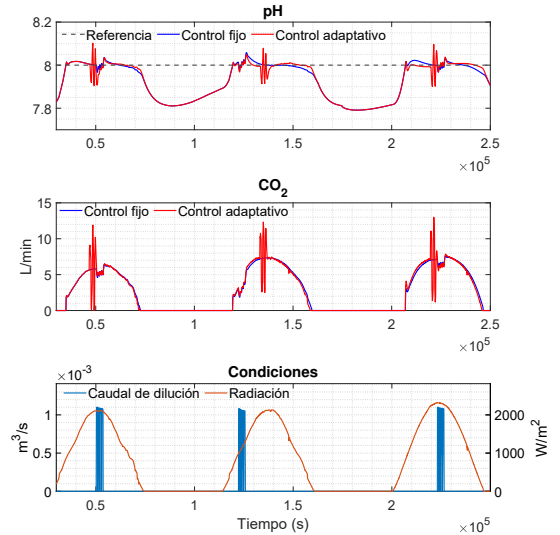 pH
8.2
Referencia Control fijo Control adaptativo
8
7.8
0.5 1 1.5 2 2.5
×10^5
CO_2
15
Control fijo Control adaptativo
10
L/min
5
0
0.5 1 1.5 2 2.5
×10^5
Condiciones
×10^-3
Caudal de dilución Radiación
1 2000
m^3/s W/m^2
0.5 1000
0 0
0.5 1 1.5 2 2.5
Tiempo (s) ×10^5